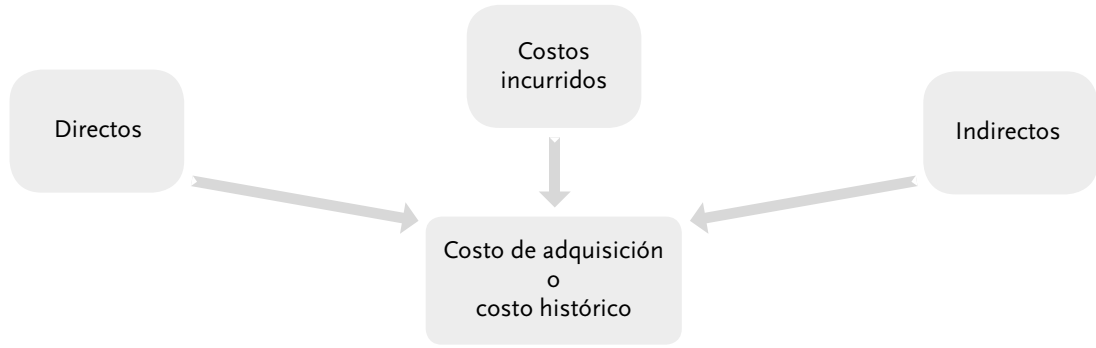 Costos
incurridos
Directos
Indirectos
Costo de adquisición
o
costo histórico